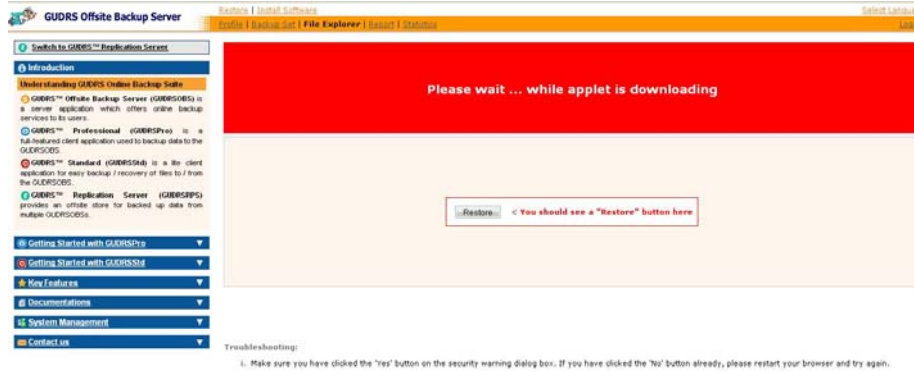 GUDRS Offsite Backup Server
Restore | Install Software
Select Langua
Profile | Backup Set | File Explorer | Report | Statistics
Log
Switch to GUDRS™ Replication Server
Introduction
Understanding GUDRS Online Backup Suite
GUDRS™ Offsite Backup Server (GUDRSOBS) is
a server application which offers online backup
services to its users.
GUDRS™ Professional (GUDRSPro) is a
full-featured client application used to backup data to the
GUDRSOBS.
GUDRS™ Standard (GUDRSStd) is a lite client
application for easy backup / recovery of files to / from
the GUDRSOBS.
GUDRS™ Replication Server (GUDRSRPS)
provides an offsite store for backed up data from
multiple GUDRSOBSs.
Getting Started with GUDRSPro
Getting Started with GUDRSStd
Key Features
Documentations
System Management
Contact us
Please wait ... while applet is downloading
Restore < You should see a "Restore" button here
Troubleshooting:
i. Make sure you have clicked the 'Yes' button on the security warning dialog box. If you have clicked the 'No' button already, please restart your browser and try again.